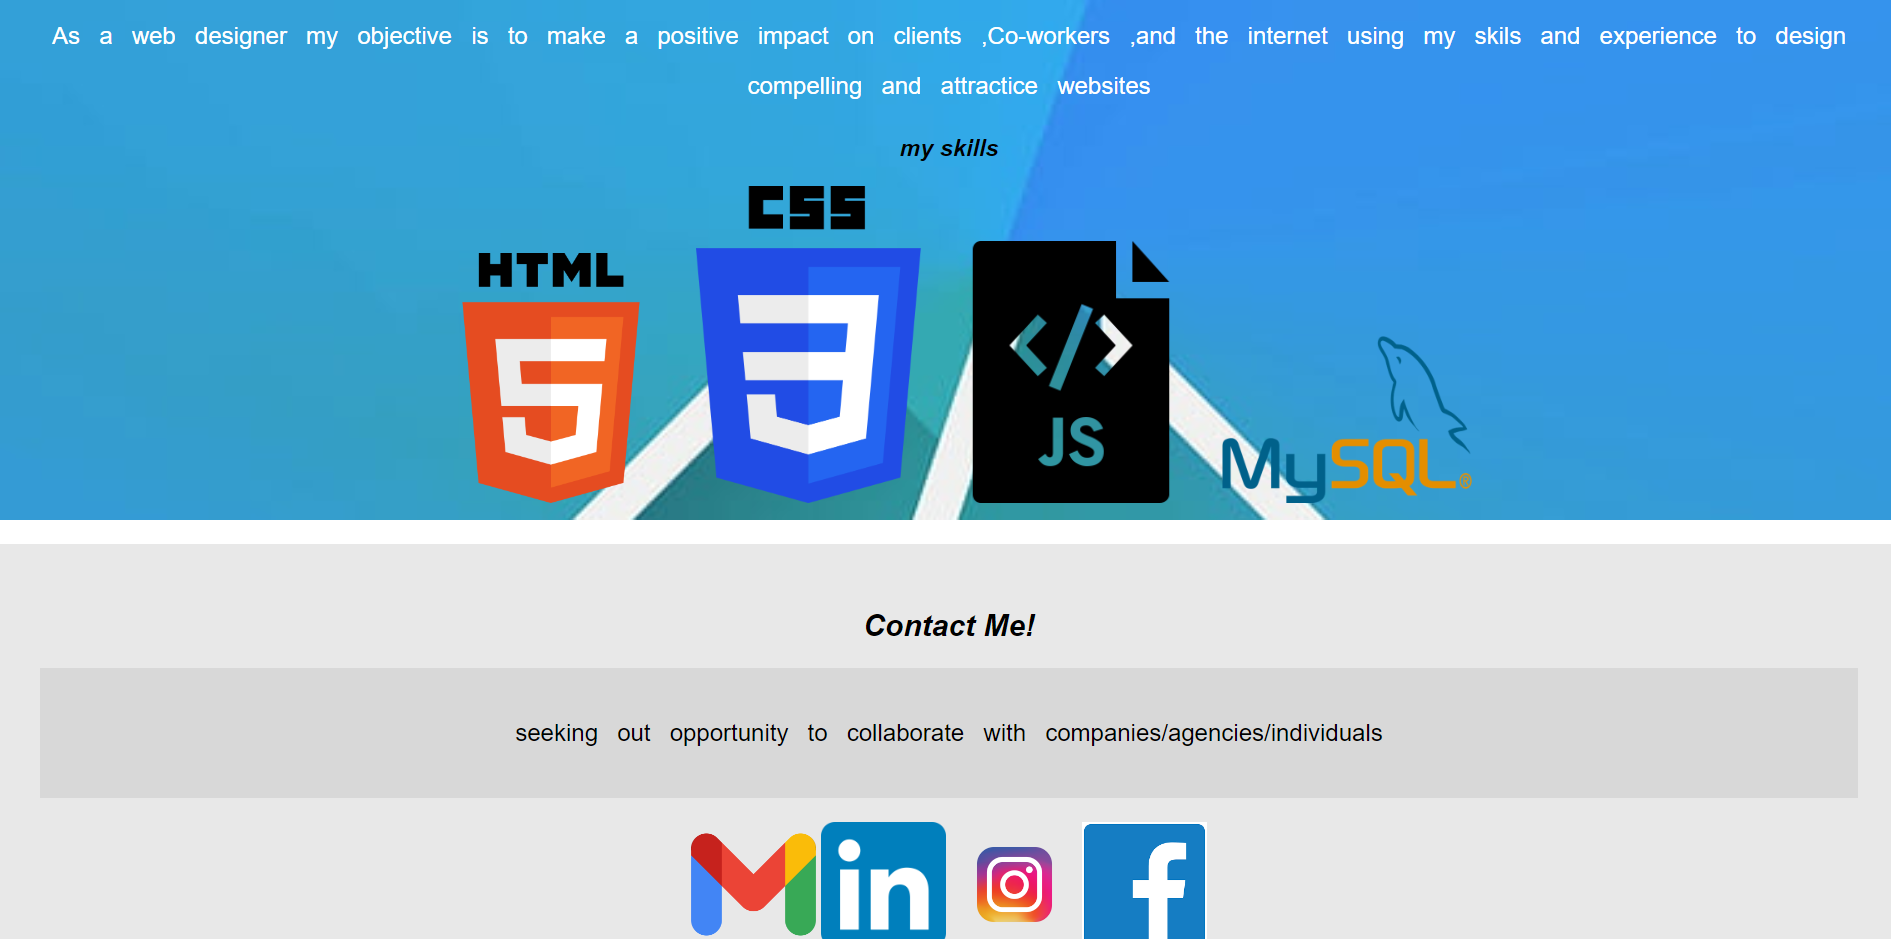 As a web designer my objective is to make a positive impact on clients ,Co-workers ,and the internet using my skils and experience to design
compelling and attractice websites
my skills
CSS
HTML
5
3
</>
JS
MySQL®
Contact Me!
seeking out opportunity to collaborate with companies/agencies/individuals
M
in
f